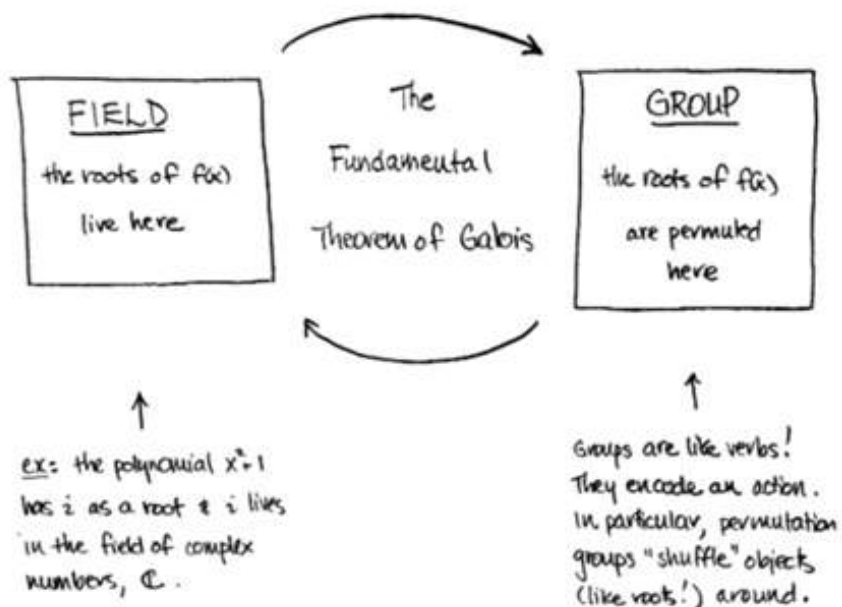 FIELD
the roots of f(x)
live here
The
Fundamental
Theorem of Galois
GROUP
the roots of f(x)
are permuted
here
ex: the polynomial x²-1
has i as a root & i lives
in the field of complex
numbers, ℂ.
Groups are like verbs!
They encode an action.
In particular, permutation
groups "shuffle" objects
(like roots!) around.